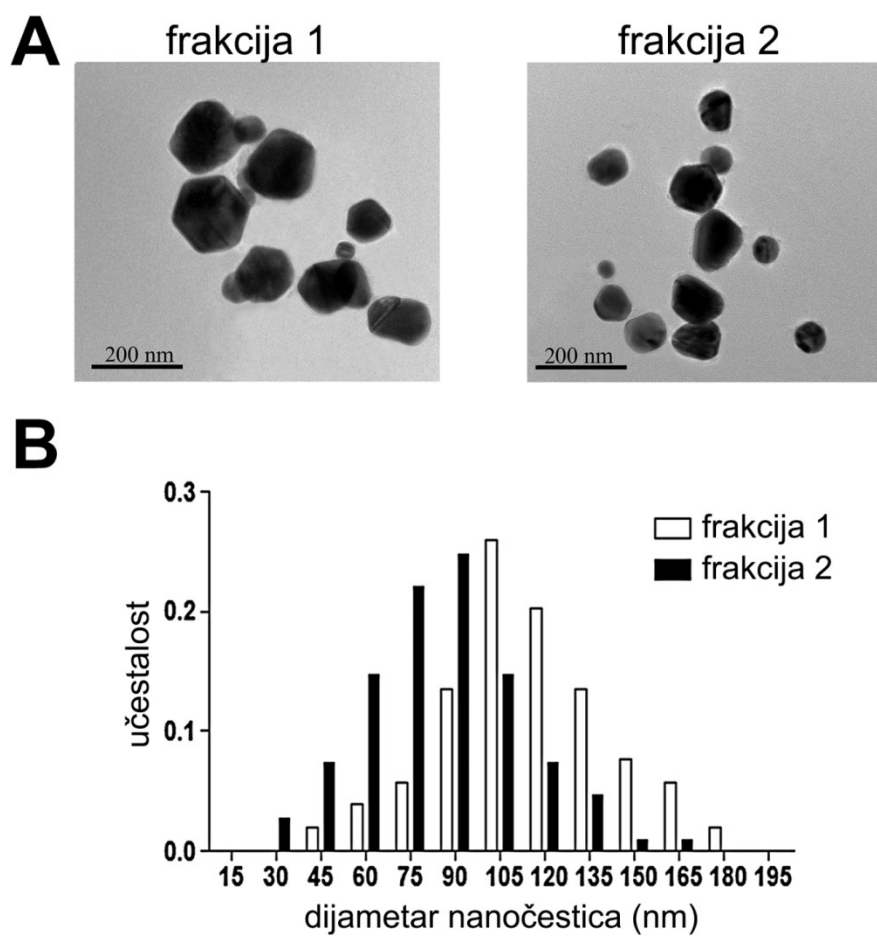 A
frakcija 1
frakcija 2
200 nm
200 nm
B
0.3
0.2
0.1
0.0
učestalost
frakcija 1
frakcija 2
15 30 45 60 75 90 105 120 135 150 165 180 195
dijametar nanočestica (nm)